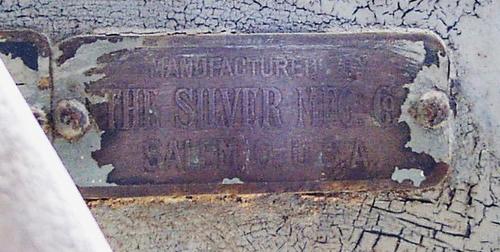 MANUFACTURED BY
THE SILVER MFG. CO.
SALEM, O. U.S.A.